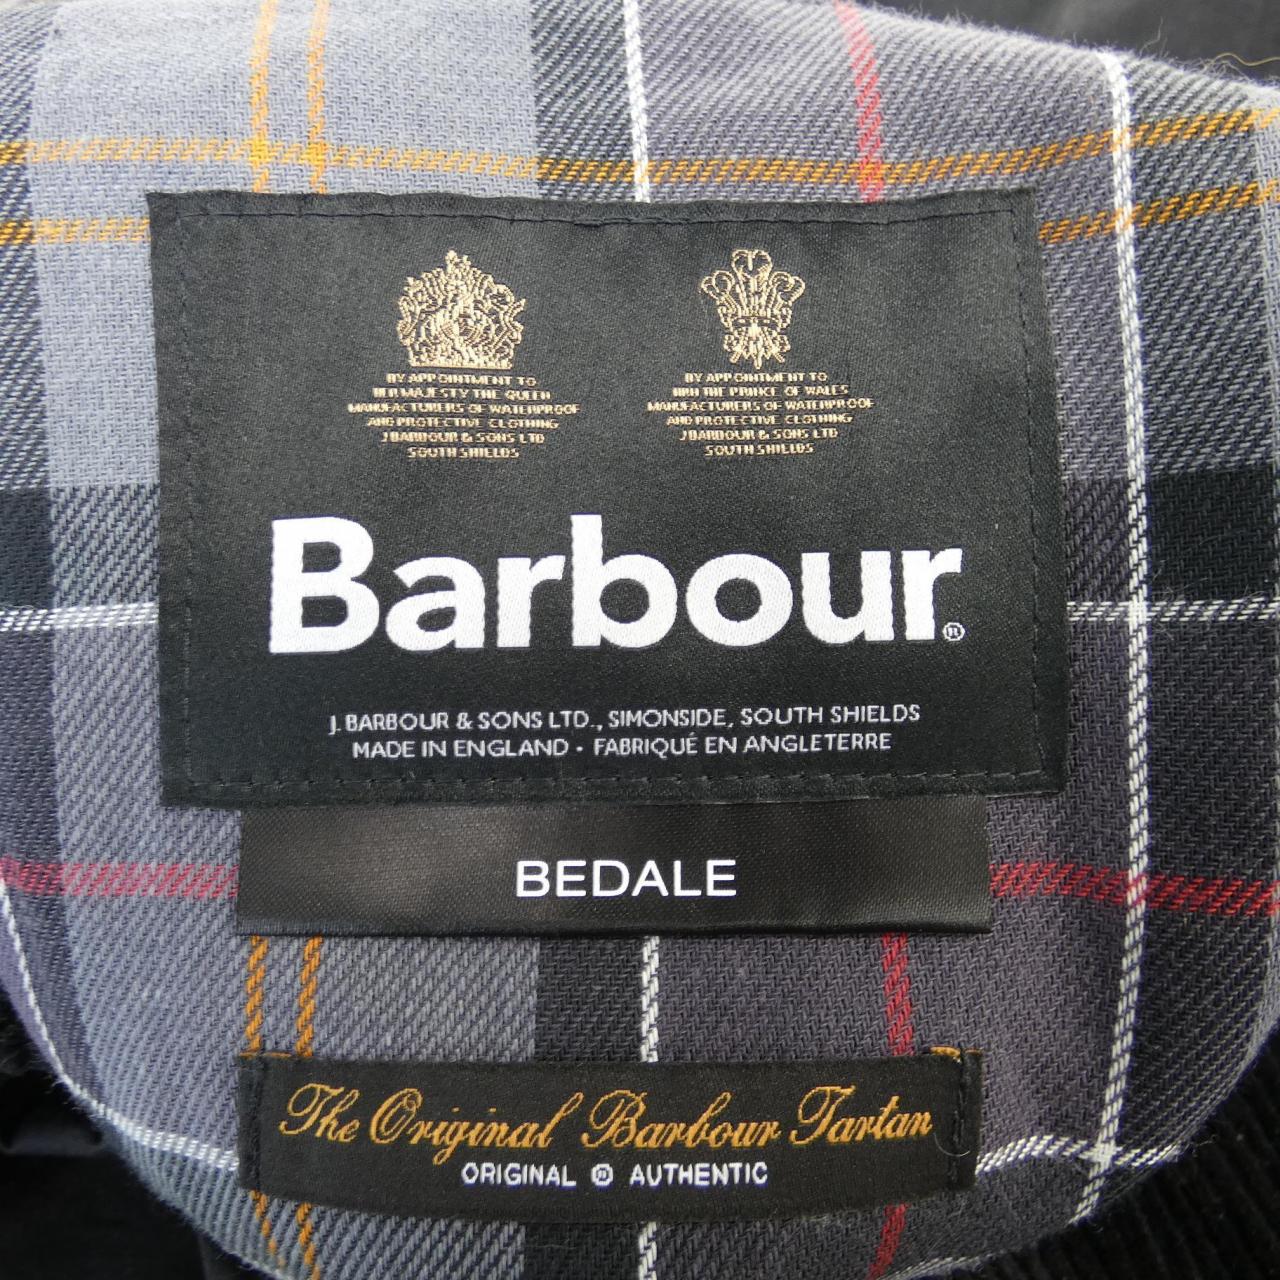 BY APPOINTMENT TO
HER MAJESTY THE QUEEN
MANUFACTURERS OF WATERPROOF
AND PROTECTIVE CLOTHING
J BARBOUR & SONS LTD
SOUTH SHIELDS
BY APPOINTMENT TO
HRH THE PRINCE OF WALES
MANUFACTURERS OF WATERPROOF
AND PROTECTIVE CLOTHING
J BARBOUR & SONS LTD
SOUTH SHIELDS
Barbour®
J. BARBOUR & SONS LTD., SIMONSIDE, SOUTH SHIELDS
MADE IN ENGLAND · FABRIQUÉ EN ANGLETERRE
BEDALE
The Original Barbour Tartan
ORIGINAL ® AUTHENTIC